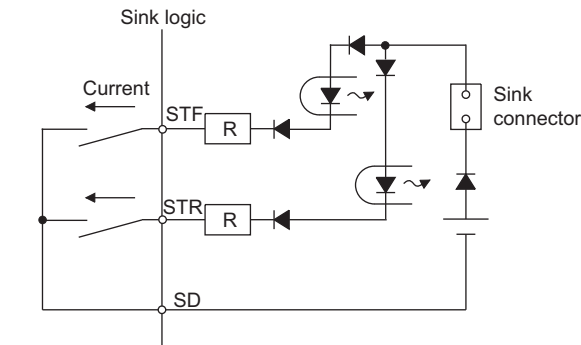 Sink logic
Current
STF
R
Sink
connector
STR
R
SD